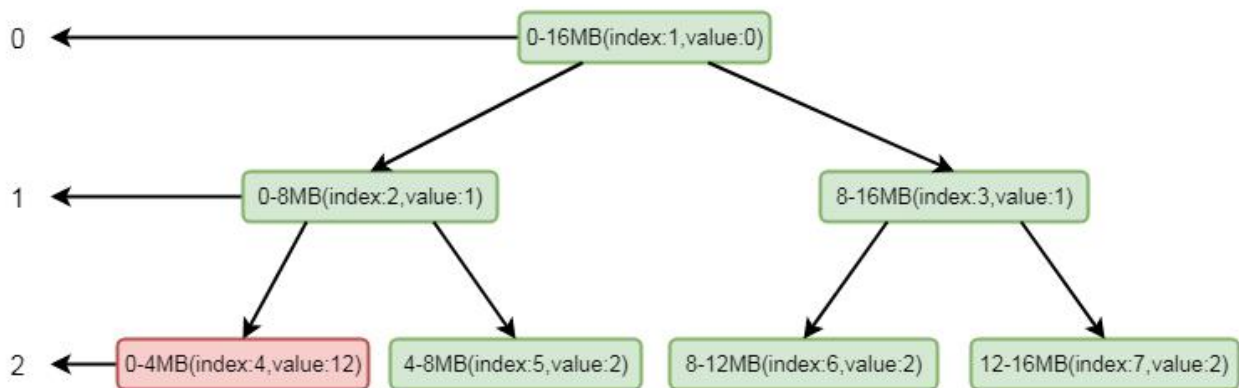 0
0-16MB(index:1,value:0)
1
0-8MB(index:2,value:1)
8-16MB(index:3,value:1)
2
0-4MB(index:4,value:12)
4-8MB(index:5,value:2)
8-12MB(index:6,value:2)
12-16MB(index:7,value:2)